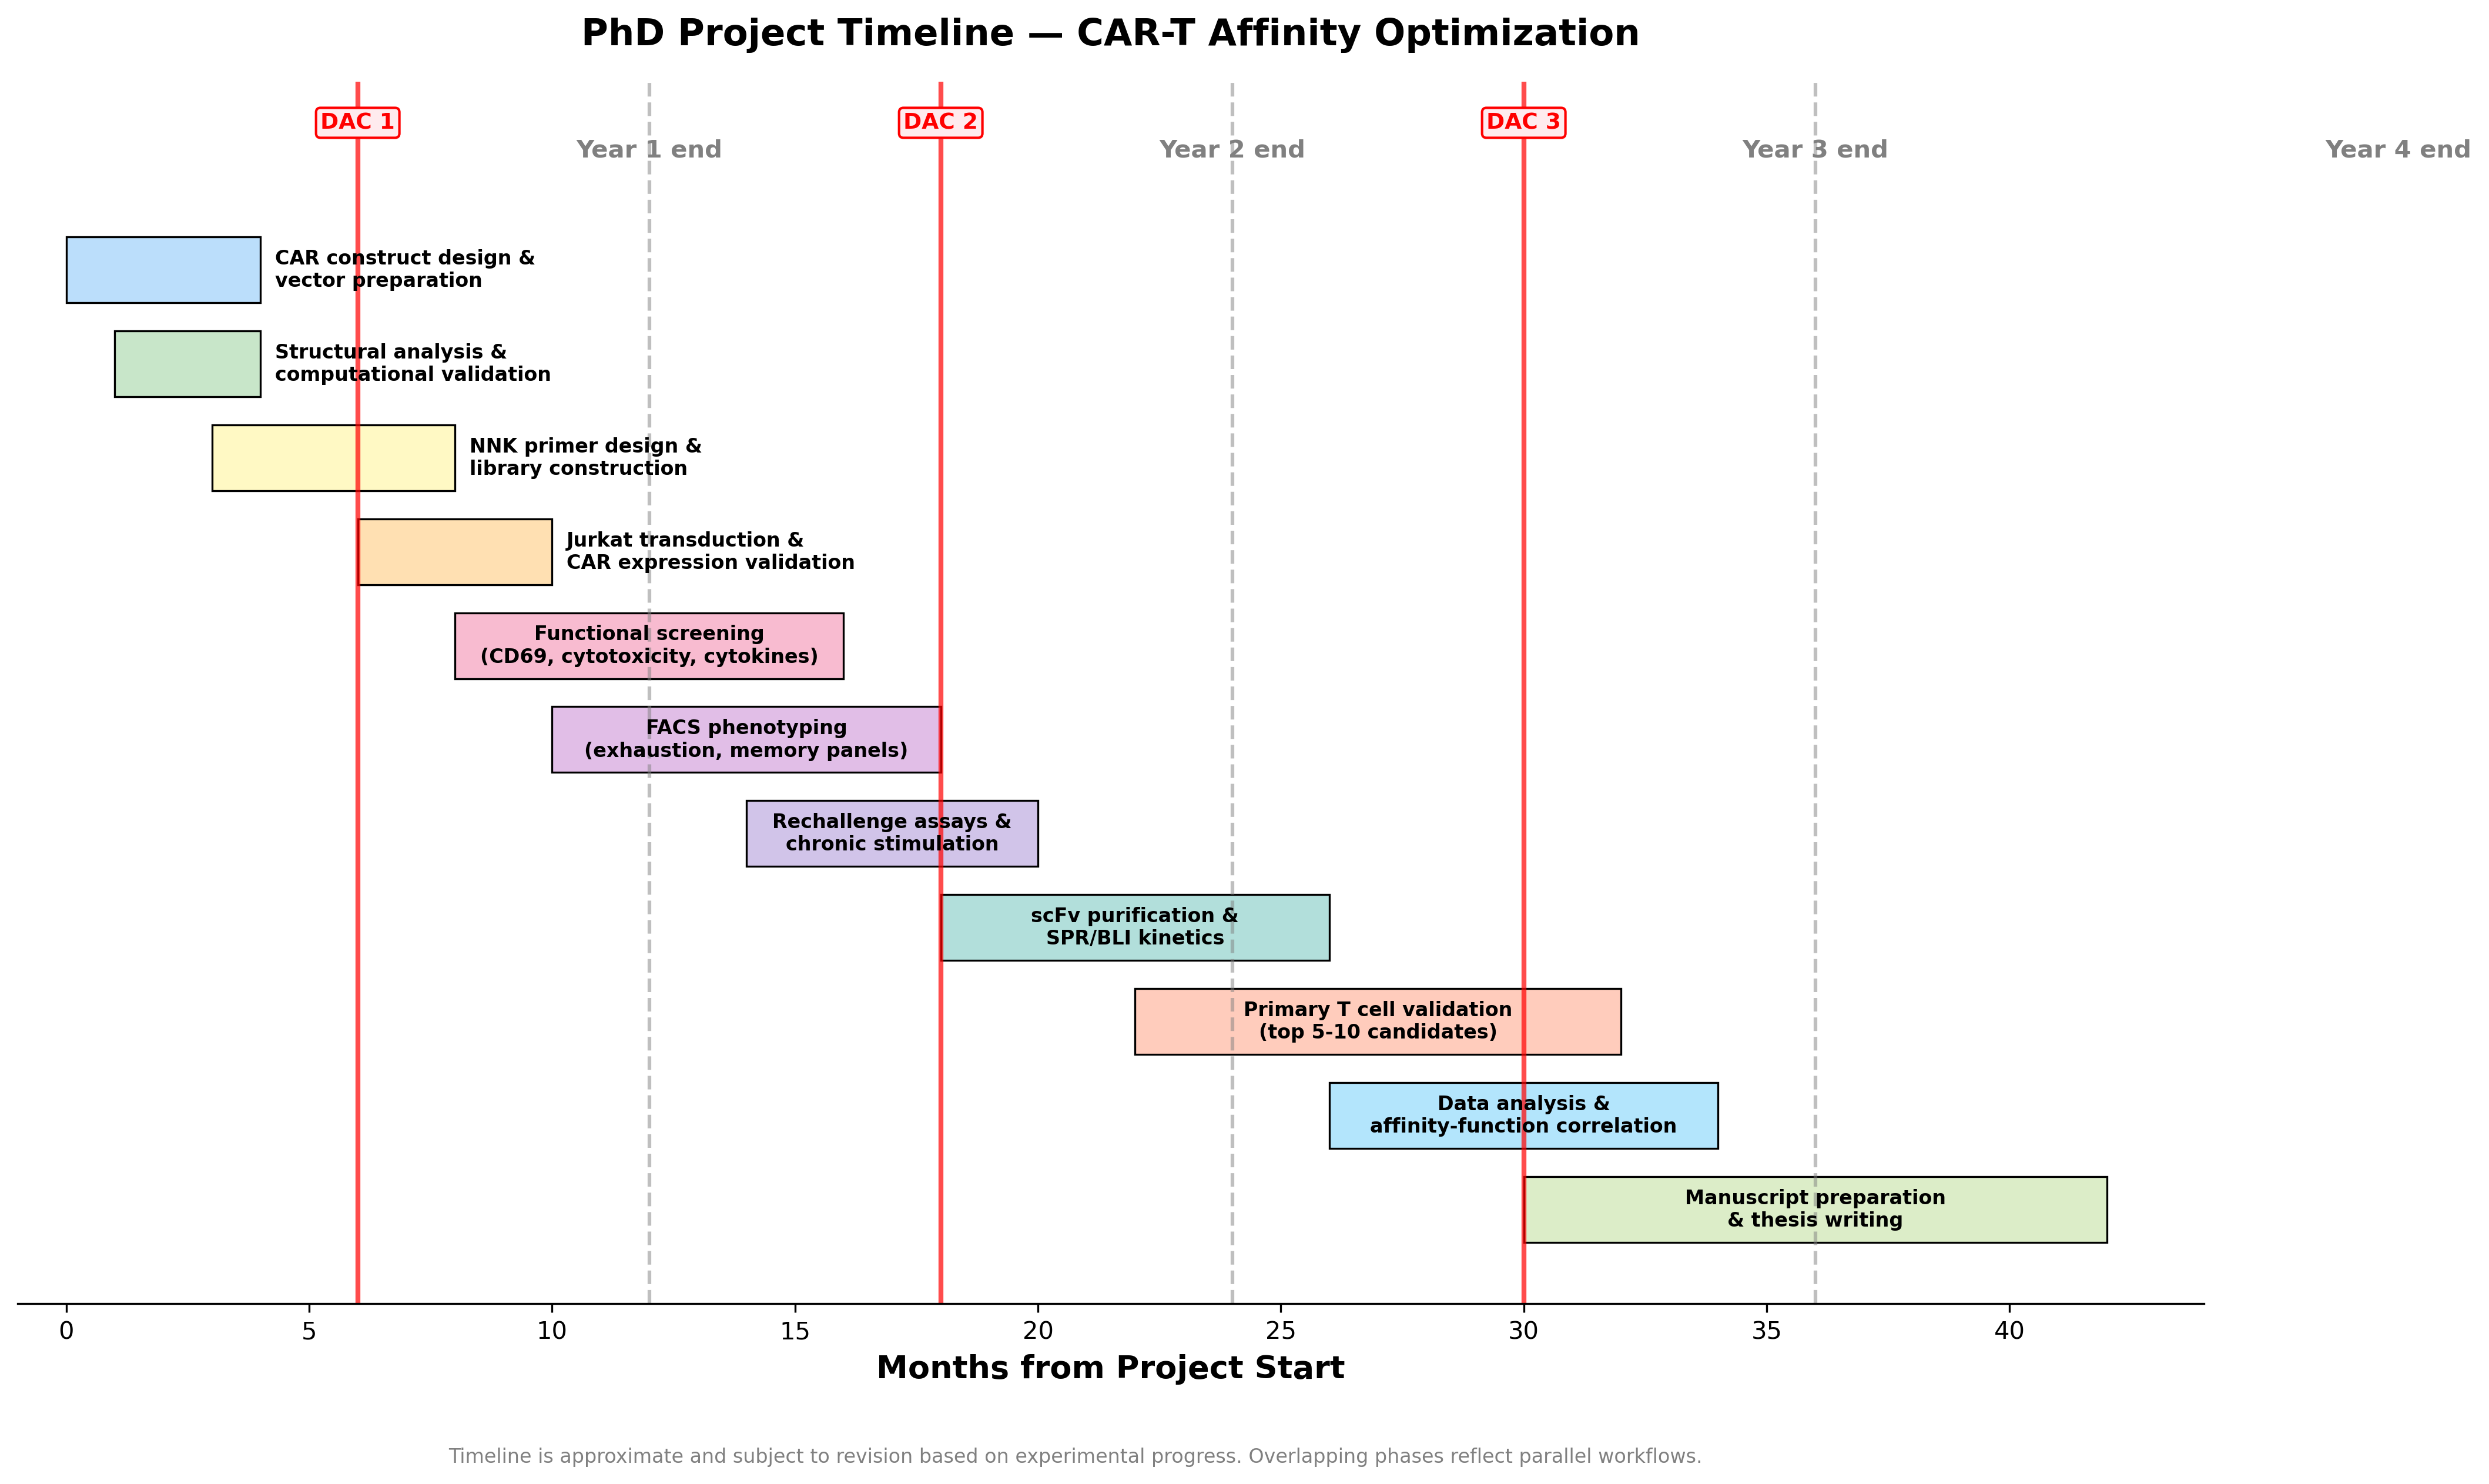 PhD Project Timeline — CAR-T Affinity Optimization
DAC 1
DAC 2
DAC 3
Year 1 end
Year 2 end
Year 3 end
Year 4 end
CAR construct design &
vector preparation
Structural analysis &
computational validation
NNK primer design &
library construction
Jurkat transduction &
CAR expression validation
Functional screening
(CD69, cytotoxicity, cytokines)
FACS phenotyping
(exhaustion, memory panels)
Rechallenge assays &
chronic stimulation
scFv purification &
SPR/BLI kinetics
Primary T cell validation
(top 5-10 candidates)
Data analysis &
affinity-function correlation
Manuscript preparation
& thesis writing
0 5 10 15 20 25 30 35 40
Months from Project Start
Timeline is approximate and subject to revision based on experimental progress. Overlapping phases reflect parallel workflows.